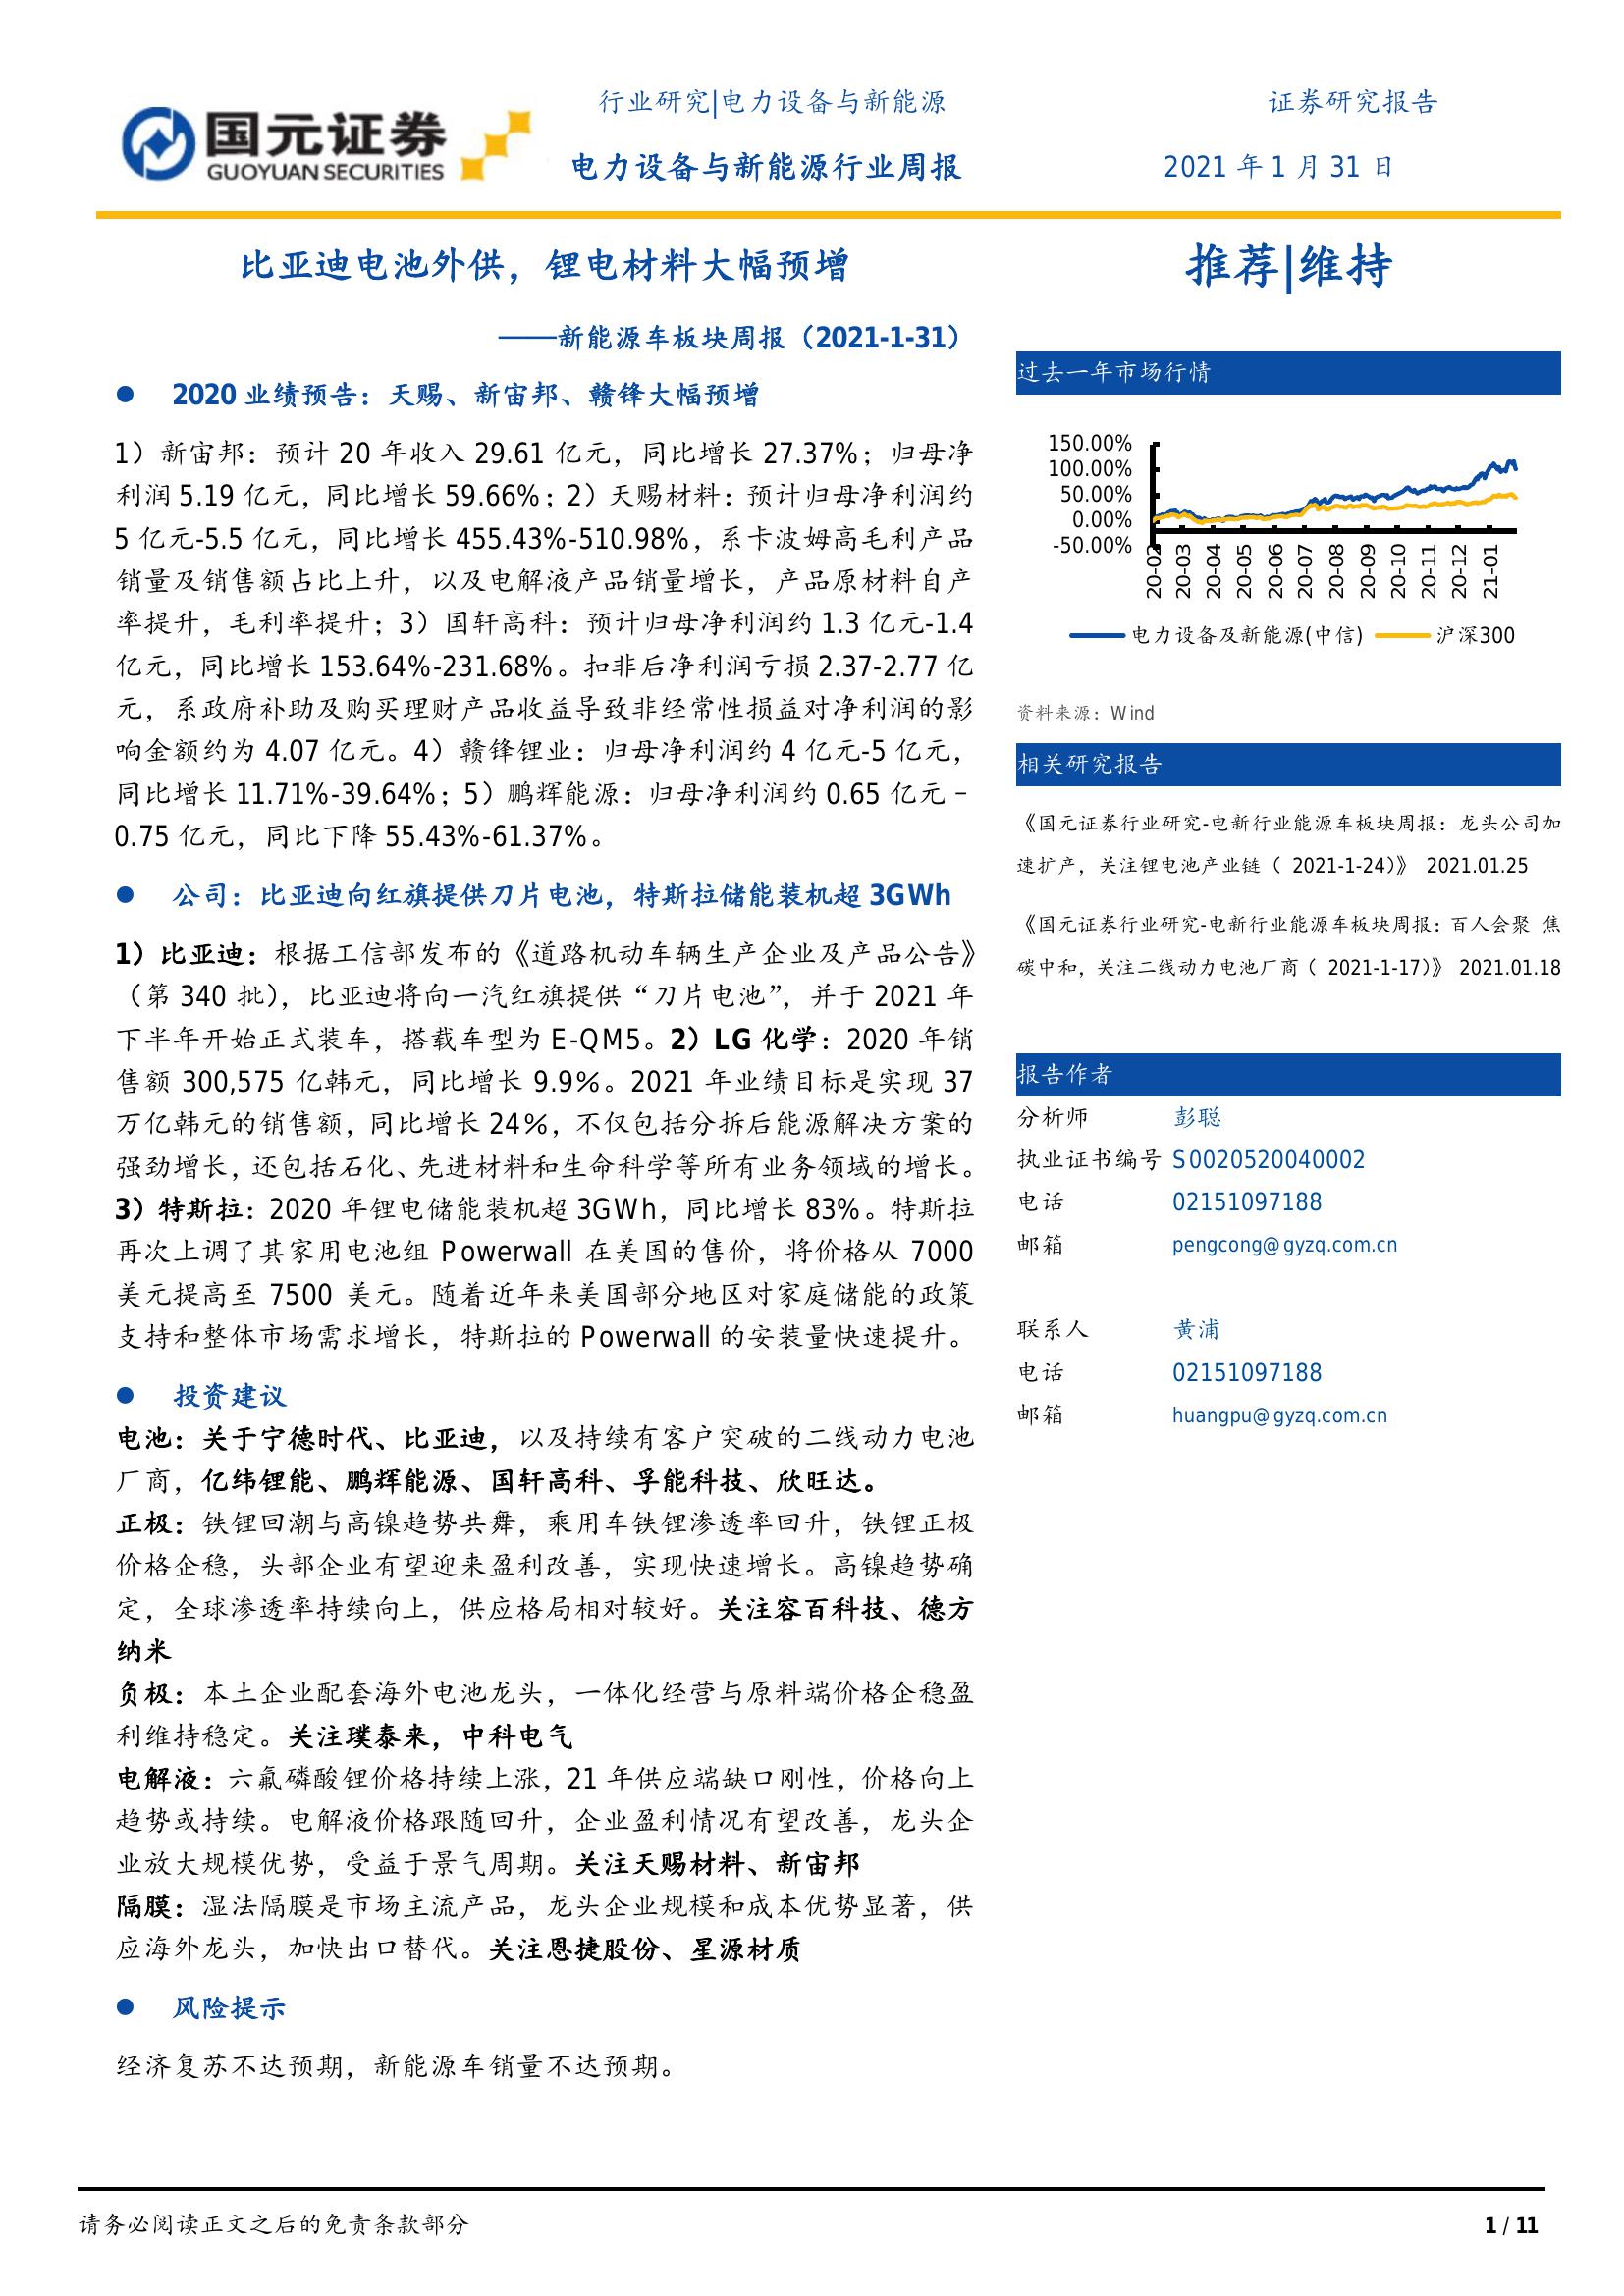 国元证券
GUOYUAN SECURITIES
行业研究|电力设备与新能源
证券研究报告
电力设备与新能源行业周报
2021 年 1 月 31 日
比亚迪电池外供，锂电材料大幅预增
——新能源车板块周报（2021-1-31）
● 2020 业绩预告：天赐、新宙邦、赣锋大幅预增
1）新宙邦：预计 20 年收入 29.61 亿元，同比增长 27.37%；归母净
利润 5.19 亿元，同比增长 59.66%；2）天赐材料：预计归母净利润约
5 亿元-5.5 亿元，同比增长 455.43%-510.98%，系卡波姆高毛利产品
销量及销售额占比上升，以及电解液产品销量增长，产品原材料自产
率提升，毛利率提升；3）国轩高科：预计归母净利润约 1.3 亿元-1.4
亿元，同比增长 153.64%-231.68%。扣非后净利润亏损 2.37-2.77 亿
元，系政府补助及购买理财产品收益导致非经常性损益对净利润的影
响金额约为 4.07 亿元。4）赣锋锂业：归母净利润约 4 亿元-5 亿元，
同比增长 11.71%-39.64%；5）鹏辉能源：归母净利润约 0.65 亿元 –
0.75 亿元，同比下降 55.43%-61.37%。
● 公司：比亚迪向红旗提供刀片电池，特斯拉储能装机超 3GWh
1）比亚迪：根据工信部发布的《道路机动车辆生产企业及产品公告》
（第 340 批），比亚迪将向一汽红旗提供“刀片电池”，并于 2021 年
下半年开始正式装车，搭载车型为 E-QM5。2）LG 化学：2020 年销
售额 300,575 亿韩元，同比增长 9.9%。2021 年业绩目标是实现 37
万亿韩元的销售额，同比增长 24%，不仅包括分拆后能源解决方案的
强劲增长，还包括石化、先进材料和生命科学等所有业务领域的增长。
3）特斯拉：2020 年锂电储能装机超 3GWh，同比增长 83%。特斯拉
再次上调了其家用电池组 Powerwall 在美国的售价，将价格从 7000
美元提高至 7500 美元。随着近年来美国部分地区对家庭储能的政策
支持和整体市场需求增长，特斯拉的 Powerwall 的安装量快速提升。
● 投资建议
电池：关于宁德时代、比亚迪，以及持续有客户突破的二线动力电池
厂商，亿纬锂能、鹏辉能源、国轩高科、孚能科技、欣旺达。
正极：铁锂回潮与高镍趋势共舞，乘用车铁锂渗透率回升，铁锂正极
价格企稳，头部企业有望迎来盈利改善，实现快速增长。高镍趋势确
定，全球渗透率持续向上，供应格局相对较好。关注容百科技、德方
纳米
负极：本土企业配套海外电池龙头，一体化经营与原料端价格企稳盈
利维持稳定。关注璞泰来，中科电气
电解液：六氟磷酸锂价格持续上涨，21 年供应端缺口刚性，价格向上
趋势或持续。电解液价格跟随回升，企业盈利情况有望改善，龙头企
业放大规模优势，受益于景气周期。关注天赐材料、新宙邦
隔膜：湿法隔膜是市场主流产品，龙头企业规模和成本优势显著，供
应海外龙头，加快出口替代。关注恩捷股份、星源材质
● 风险提示
经济复苏不达预期，新能源车销量不达预期。
推荐|维持
过去一年市场行情
150.00%
100.00%
50.00%
0.00%
-50.00%
20-02
20-03
20-04
20-05
20-06
20-07
20-08
20-09
20-10
20-11
20-12
21-01
电力设备及新能源(中信)
沪深300
资料来源：Wind
相关研究报告
《国元证券行业研究-电新行业能源车板块周报：龙头公司加
速扩产，关注锂电池产业链（ 2021-1-24)》 2021.01.25
《国元证券行业研究-电新行业能源车板块周报：百人会聚 焦
碳中和，关注二线动力电池厂商（ 2021-1-17)》 2021.01.18
报告作者
分析师 彭聪
执业证书编号 S0020520040002
电话 02151097188
邮箱 pengcong@gyzq.com.cn
联系人 黄浦
电话 02151097188
邮箱 huangpu@gyzq.com.cn
请务必阅读正文之后的免责条款部分
1 / 11